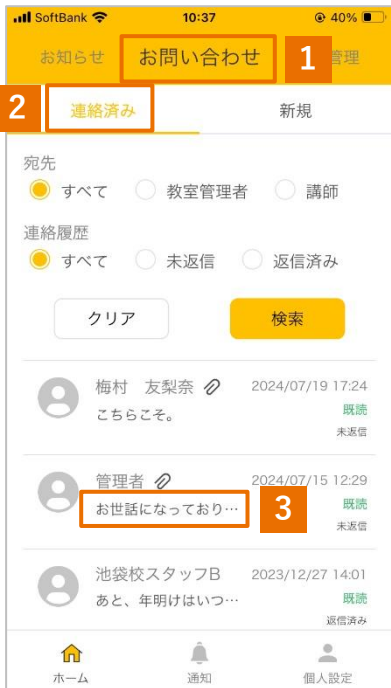 SoftBank 10:37 40%
お知らせ お問い合わせ 1 管理
2 連絡済み 新規
宛先
すべて 教室管理者 講師
連絡履歴
すべて 未返信 返信済み
クリア 検索
梅村 友梨奈 2024/07/19 17:24
こちらこそ。 既読
未返信
管理者 2024/07/15 12:29
お世話になっており… 3 既読
未返信
池袋校スタッフB 2023/12/27 14:01
あと、年明けはいつ… 既読
返信済み
ホーム 通知 個人設定